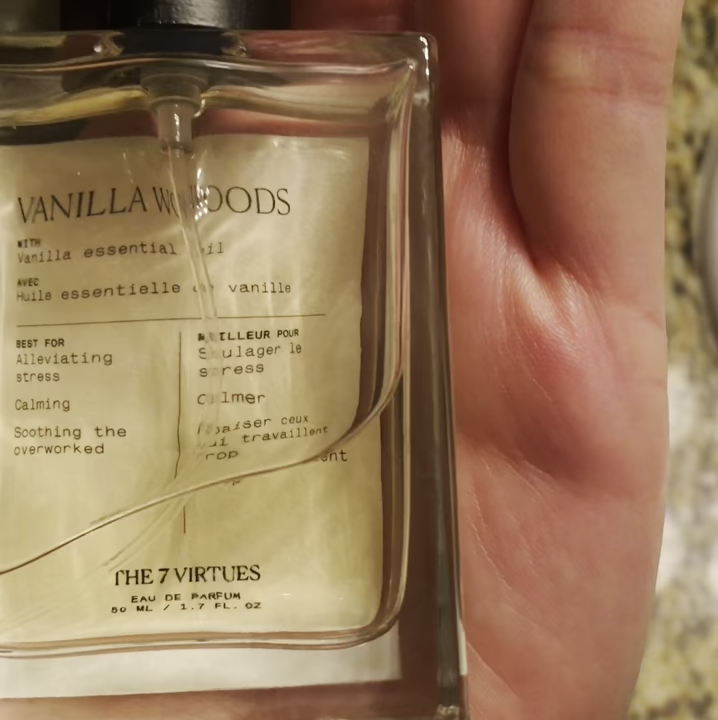 VANILLA WOODS
WITH
Vanilla essential oil
AVEC
Huile essentielle de vanille
BEST FOR
Alleviating
stress
Calming
Soothing the
overworked
MEILLEUR POUR
Soulager le
stress
Calmer
Apaiser ceux
qui travaillent
THE 7 VIRTUES
EAU DE PARFUM
50 ML / 1.7 FL. OZ